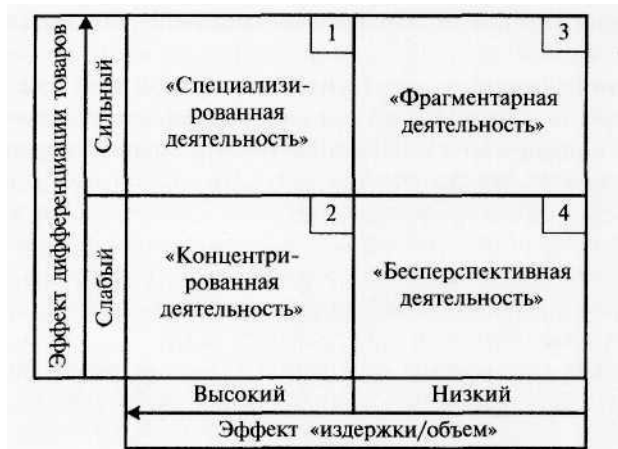 Эффект дифференциации товаров
Сильный
Слабый
1
«Специализи-
рованная
деятельность»
3
«Фрагментарная
деятельность»
2
«Концентри-
рованная
деятельность»
4
«Бесперспективная
деятельность»
Высокий
Низкий
Эффект «издержки/объем»